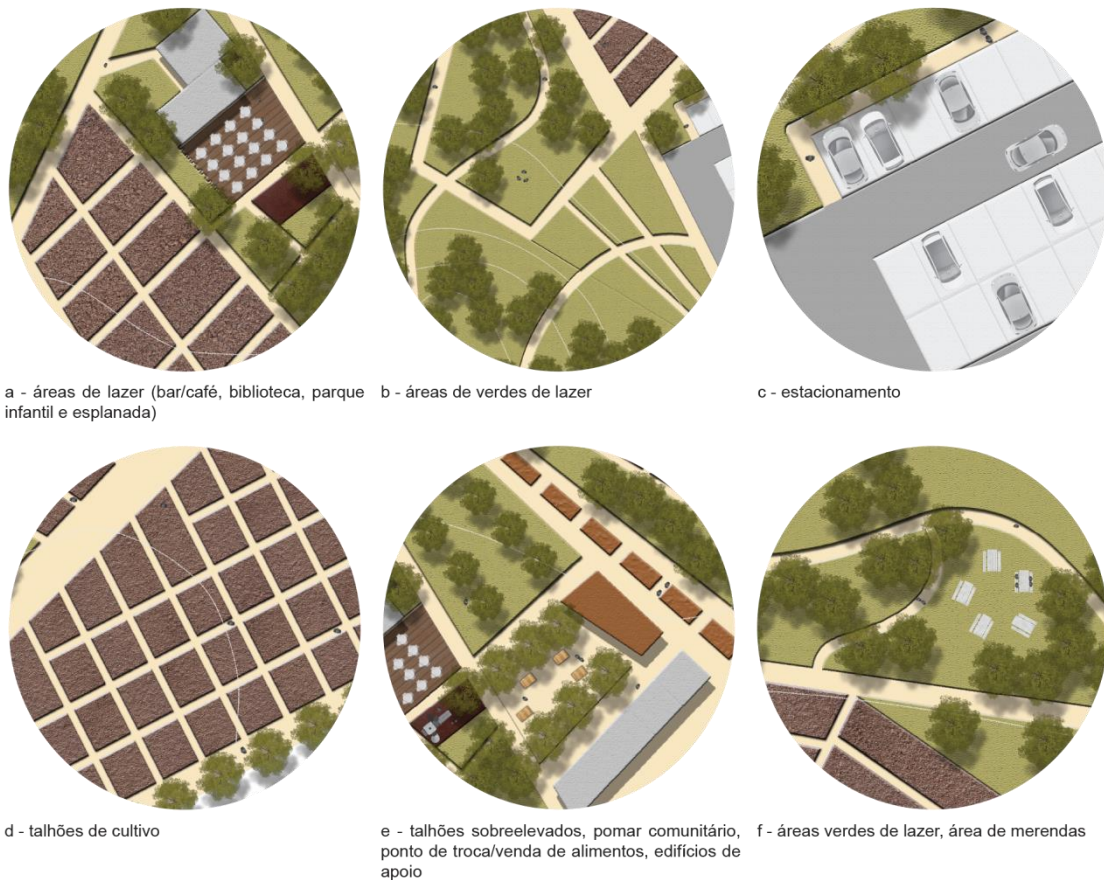 a - áreas de lazer (bar/café, biblioteca, parque
infantil e esplanada)
b - áreas de verdes de lazer
c - estacionamento
d - talhões de cultivo
e - talhões sobreelevados, pomar comunitário,
ponto de troca/venda de alimentos, edifícios de
apoio
f - áreas verdes de lazer, área de merendas